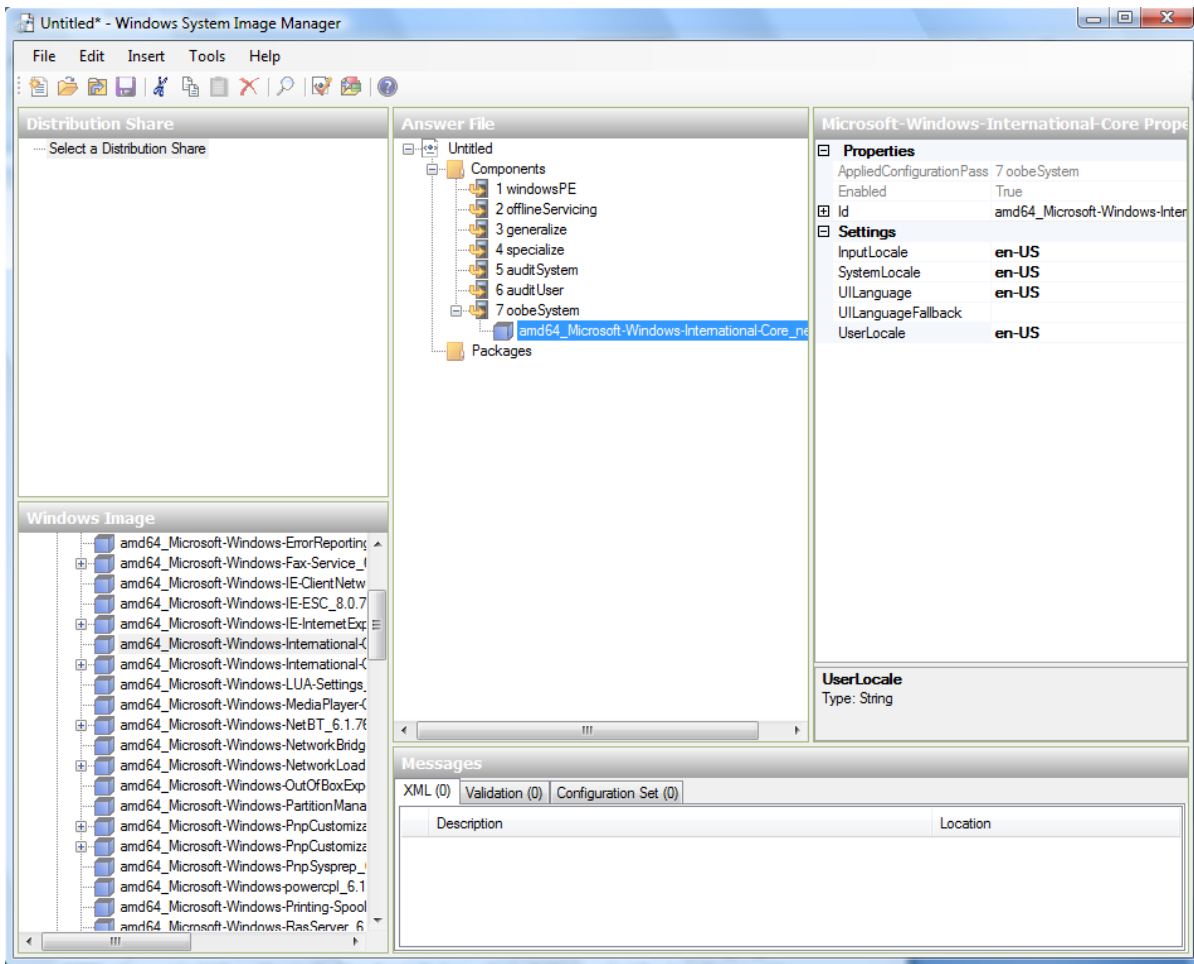 Untitled* - Windows System Image Manager
File Edit Insert Tools Help
Distribution Share
Select a Distribution Share
Answer File
Untitled
Components
1 windowsPE
2 offlineServicing
3 generalize
4 specialize
5 auditSystem
6 auditUser
7 oobeSystem
amd64_Microsoft-Windows-International-Core_ne
Packages
Microsoft-Windows-International-Core Prope
Properties
AppliedConfigurationPass 7 oobeSystem
Enabled True
Id amd64_Microsoft-Windows-Inter
Settings
InputLocale en-US
SystemLocale en-US
UILanguage en-US
UILanguageFallback
UserLocale en-US
UserLocale
Type: String
Windows Image
amd64_Microsoft-Windows-ErrorReporting
amd64_Microsoft-Windows-Fax-Service_6
amd64_Microsoft-Windows-IE-ClientNetw
amd64_Microsoft-Windows-IE-ESC_8.0.7
amd64_Microsoft-Windows-IE-InternetExp
amd64_Microsoft-Windows-International-C
amd64_Microsoft-Windows-International-C
amd64_Microsoft-Windows-LUA-Settings_
amd64_Microsoft-Windows-MediaPlayer-C
amd64_Microsoft-Windows-NetBT_6.1.76
amd64_Microsoft-Windows-NetworkBridg
amd64_Microsoft-Windows-NetworkLoad
amd64_Microsoft-Windows-OutOfBoxExp
amd64_Microsoft-Windows-PartitionMana
amd64_Microsoft-Windows-PnpCustomiza
amd64_Microsoft-Windows-PnpCustomiza
amd64_Microsoft-Windows-PnpSysprep_
amd64_Microsoft-Windows-powercpl_6.1
amd64_Microsoft-Windows-Printing-Spool
amd64_Microsoft-Windows-RasServer_6
Messages
XML (0) Validation (0) Configuration Set (0)
Description Location